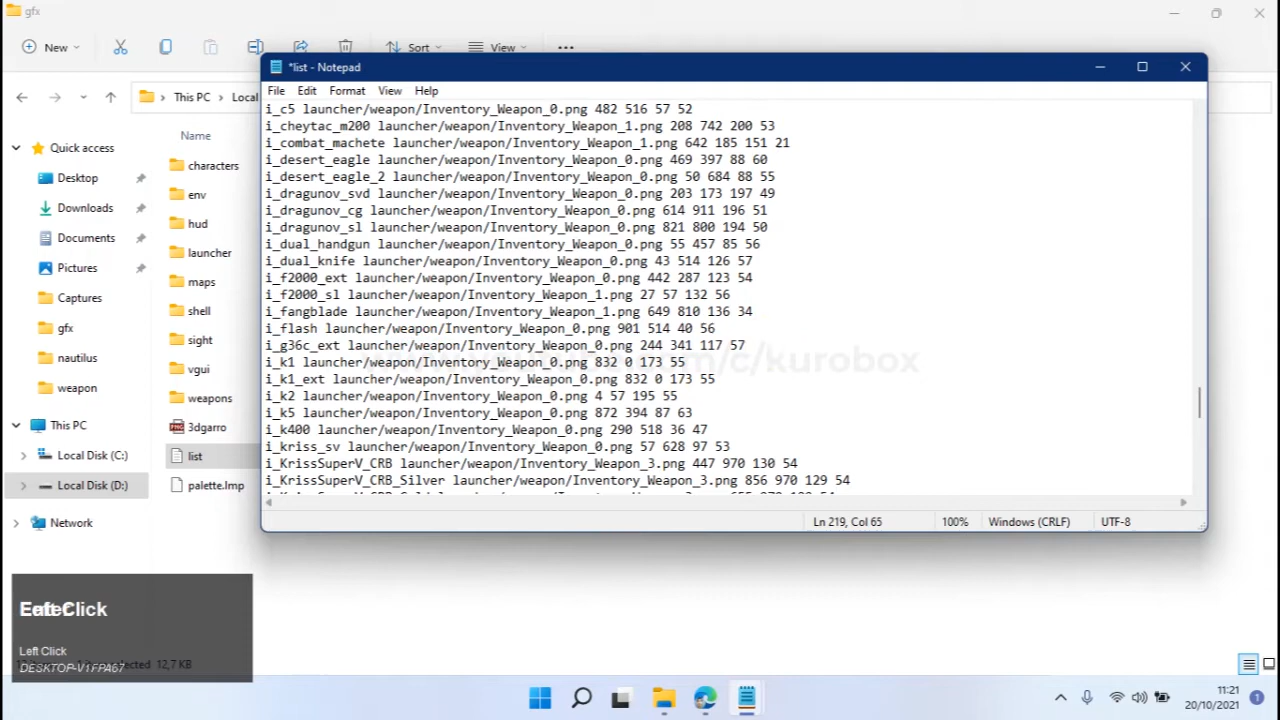 gfx
New
Sort
View
This PC
Local
*list - Notepad
File Edit Format View Help
Quick access
Desktop
Downloads
Documents
Pictures
Captures
gfx
nautilus
weapon
This PC
Local Disk (C:)
Local Disk (D:)
Network
Name
characters
env
hud
launcher
maps
shell
sight
vgui
weapons
3dgarro
list
palette.lmp
i_c5 launcher/weapon/Inventory_Weapon_0.png 482 516 57 52
i_cheytac_m200 launcher/weapon/Inventory_Weapon_1.png 208 742 200 53
i_combat_machete launcher/weapon/Inventory_Weapon_1.png 642 185 151 21
i_desert_eagle launcher/weapon/Inventory_Weapon_0.png 469 397 88 60
i_desert_eagle_2 launcher/weapon/Inventory_Weapon_0.png 50 684 88 55
i_dragunov_svd launcher/weapon/Inventory_Weapon_0.png 203 173 197 49
i_dragunov_cg launcher/weapon/Inventory_Weapon_0.png 614 911 196 51
i_dragunov_sl launcher/weapon/Inventory_Weapon_0.png 821 800 194 50
i_dual_handgun launcher/weapon/Inventory_Weapon_0.png 55 457 85 56
i_dual_knife launcher/weapon/Inventory_Weapon_0.png 43 514 126 57
i_f2000_ext launcher/weapon/Inventory_Weapon_0.png 442 287 123 54
i_f2000_sl launcher/weapon/Inventory_Weapon_1.png 27 57 132 56
i_fangblade launcher/weapon/Inventory_Weapon_1.png 649 810 136 34
i_flash launcher/weapon/Inventory_Weapon_0.png 901 514 40 56
i_g36c_ext launcher/weapon/Inventory_Weapon_0.png 244 341 117 57
i_k1 launcher/weapon/Inventory_Weapon_0.png 832 0 173 55
i_k1_ext launcher/weapon/Inventory_Weapon_0.png 832 0 173 55
i_k2 launcher/weapon/Inventory_Weapon_0.png 4 57 195 55
i_k5 launcher/weapon/Inventory_Weapon_0.png 872 394 87 63
i_k400 launcher/weapon/Inventory_Weapon_0.png 290 518 36 47
i_kriss_sv launcher/weapon/Inventory_Weapon_0.png 57 628 97 53
i_KrissSuperV_CRB launcher/weapon/Inventory_Weapon_3.png 447 970 130 54
i_KrissSuperV_CRB_Silver launcher/weapon/Inventory_Weapon_3.png 856 970 129 54
/c/kurobox
Ln 219, Col 65
100%
Windows (CRLF)
UTF-8
Left Click
Left Click
DESKTOP-V1FPA67
selected 12,7 KB
11:21
20/10/2021
1